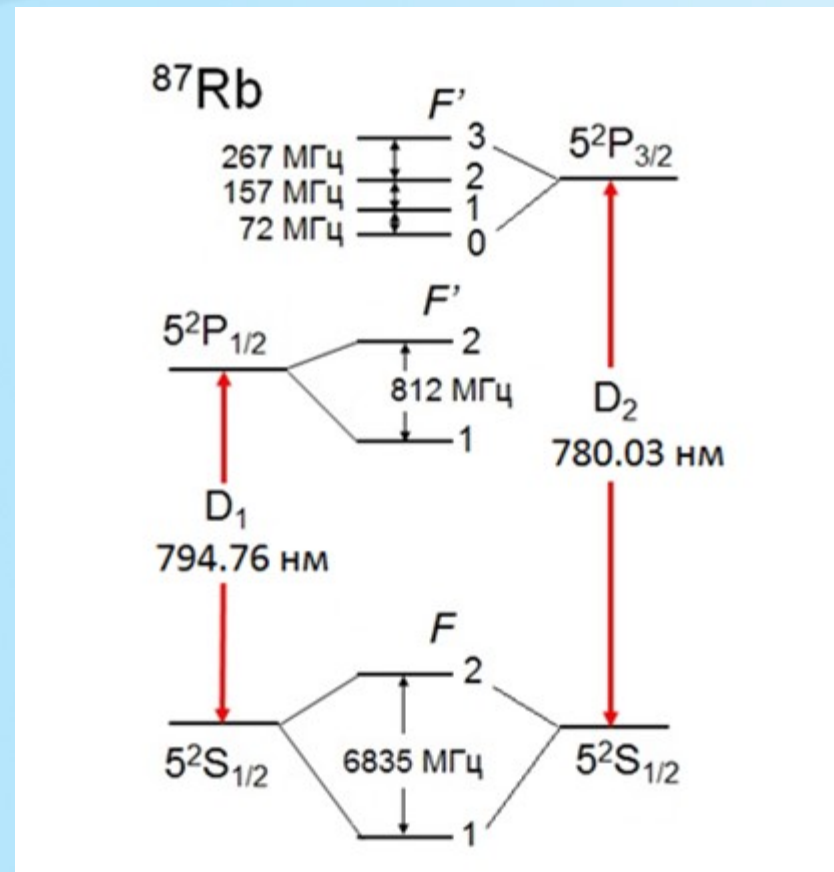 ⁸⁷Rb
F’
3
5²P₃/₂
267 МГц
2
157 МГц
1
72 МГц
0
F’
5²P₁/₂
2
812 МГц
D₂
1
780.03 нм
D₁
794.76 нм
F
2
5²S₁/₂
6835 МГц
5²S₁/₂
1